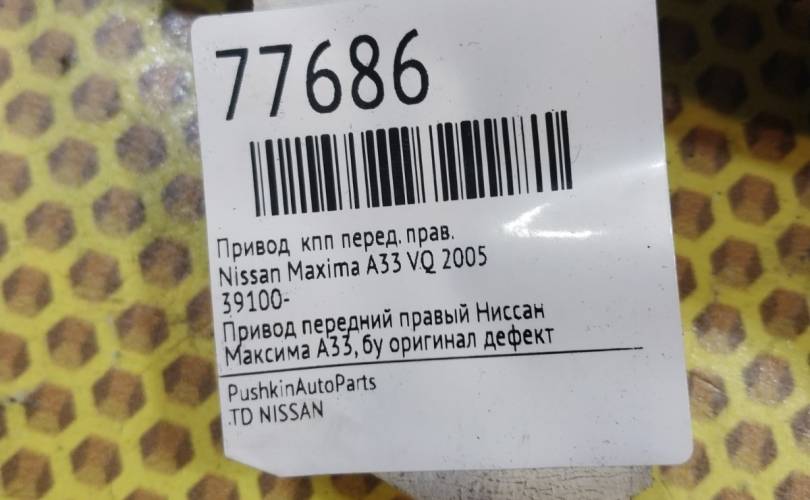 77686
Привод кпп перед. прав.
Nissan Maxima A33 VQ 2005
39100-
Привод передний правый Ниссан
Максима А33, бу оригинал дефект
PushkinAutoParts
TD NISSAN